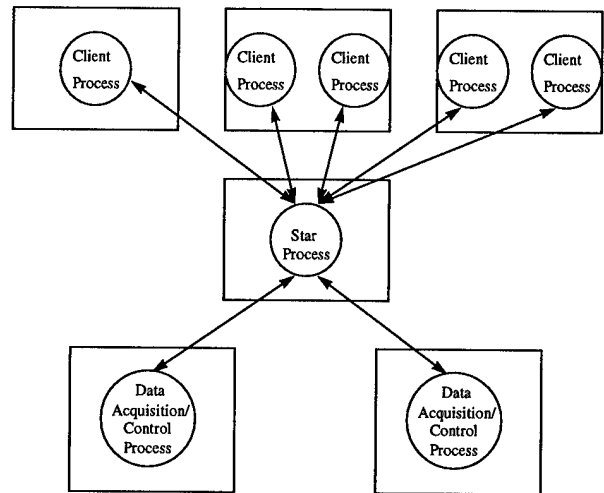 Client
Process
Client
Process
Client
Process
Client
Process
Client
Process
Star
Process
Data
Acquisition/
Control
Process
Data
Acquisition/
Control
Process